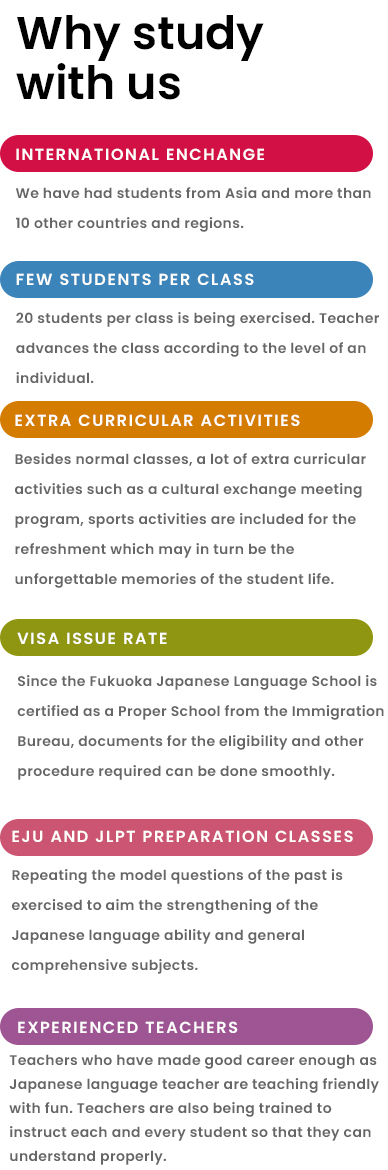 Why study
with us
INTERNATIONAL ENCHANGE
We have had students from Asia and more than
10 other countries and regions.
FEW STUDENTS PER CLASS
20 students per class is being exercised. Teacher
advances the class according to the level of an
individual.
EXTRA CURRICULAR ACTIVITIES
Besides normal classes, a lot of extra curricular
activities such as a cultural exchange meeting
program, sports activities are included for the
refreshment which may in turn be the
unforgettable memories of the student life.
VISA ISSUE RATE
Since the Fukuoka Japanese Language School is
certified as a Proper School from the Immigration
Bureau, documents for the eligibility and other
procedure required can be done smoothly.
EJU AND JLPT PREPARATION CLASSES
Repeating the model questions of the past is
exercised to aim the strengthening of the
Japanese language ability and general
comprehensive subjects.
EXPERIENCED TEACHERS
Teachers who have made good career enough as
Japanese language teacher are teaching friendly
with fun. Teachers are also being trained to
instruct each and every student so that they can
understand properly.